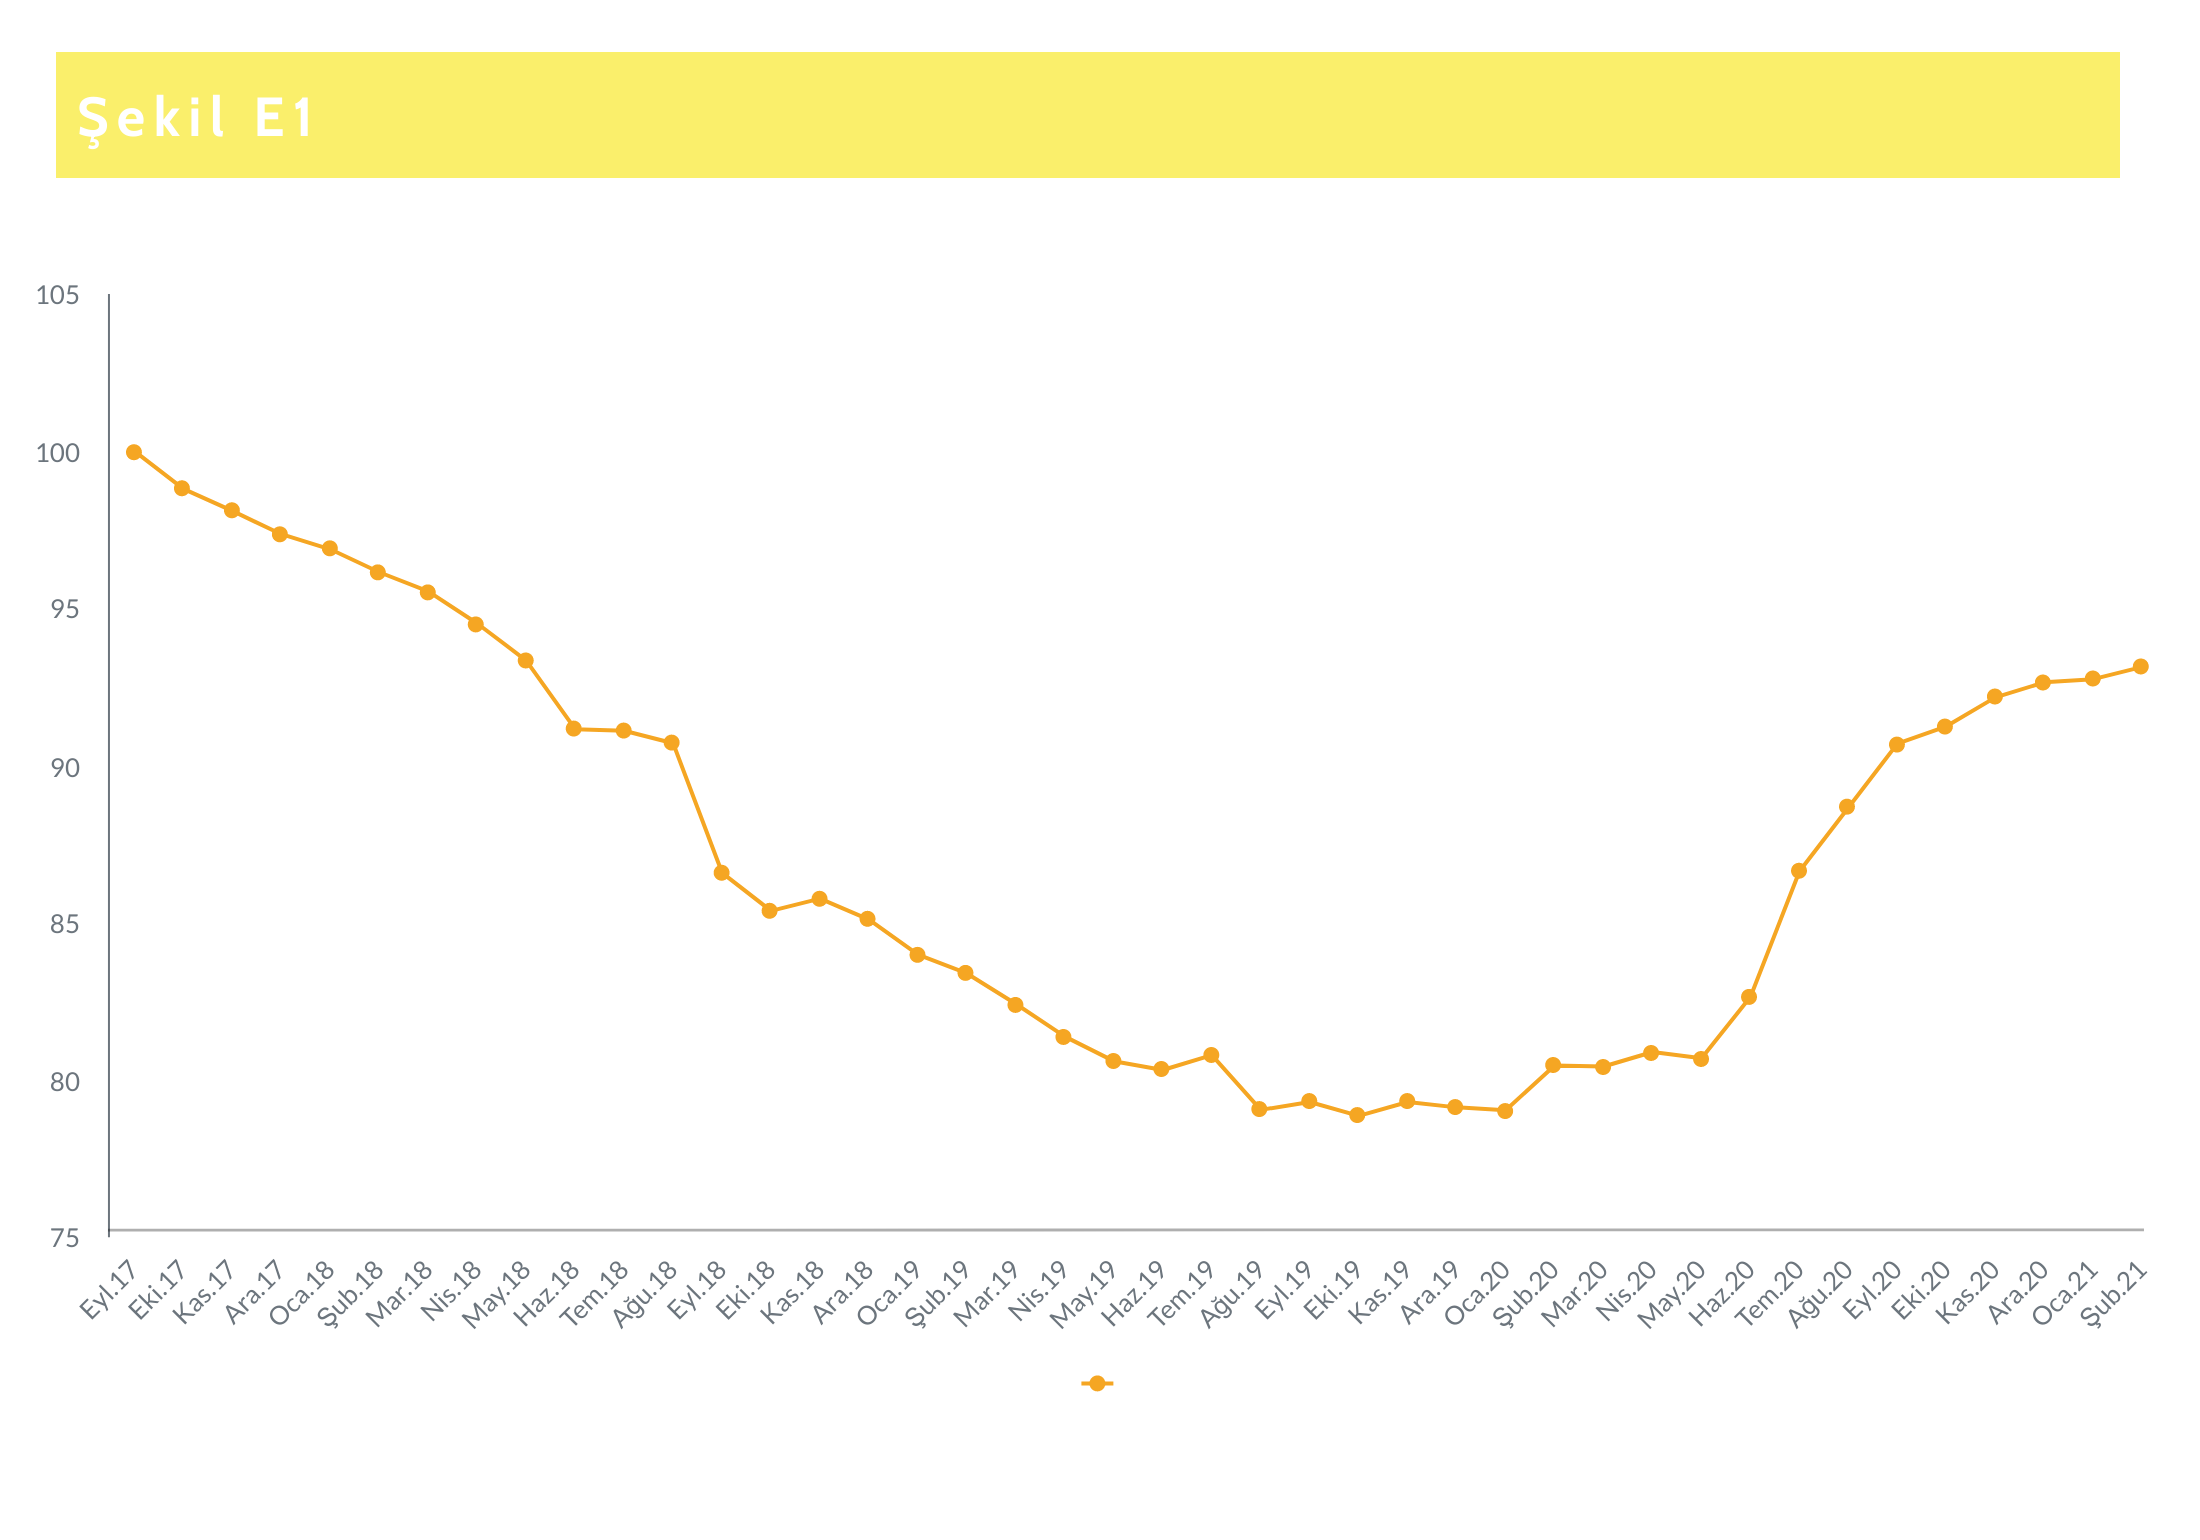 Şekil E1
105
100
95
90
85
80
75
Eyl.17
Eki.17
Kas.17
Ara.17
Oca.18
Şub.18
Mar.18
Nis.18
May.18
Haz.18
Tem.18
Ağu.18
Eyl.18
Eki.18
Kas.18
Ara.18
Oca.19
Şub.19
Mar.19
Nis.19
May.19
Haz.19
Tem.19
Ağu.19
Eyl.19
Eki.19
Kas.19
Ara.19
Oca.20
Şub.20
Mar.20
Nis.20
May.20
Haz.20
Tem.20
Ağu.20
Eyl.20
Eki.20
Kas.20
Ara.20
Oca.21
Şub.21